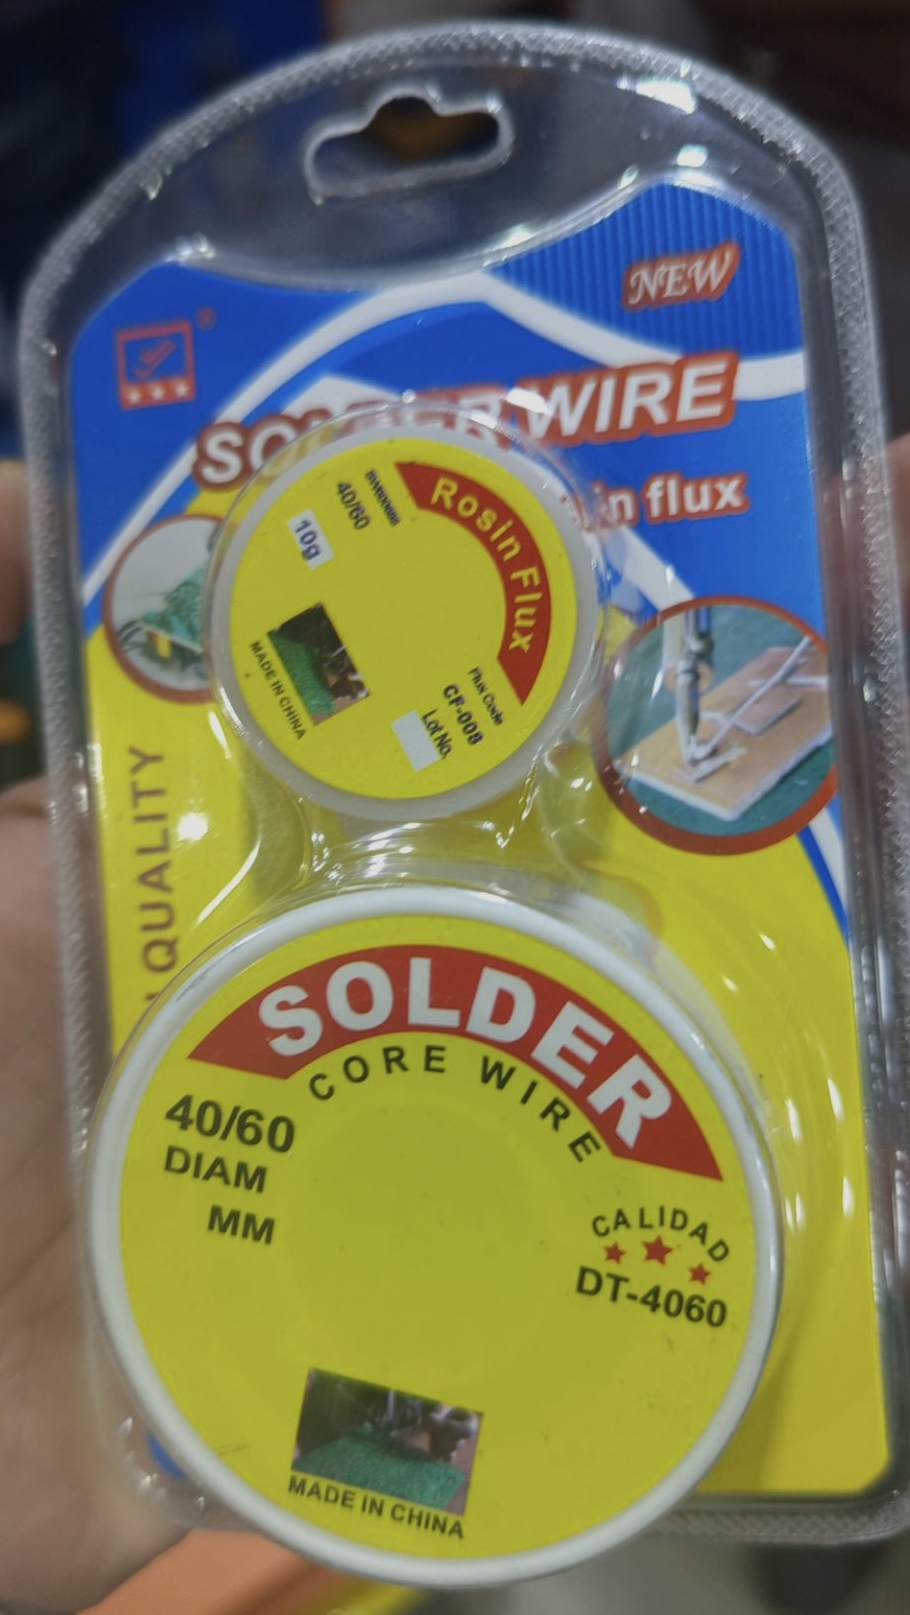 NEW
SOLDER WIRE
in flux
Rosin Flux
40/60
10g
MADE IN CHINA
Flux Code
CF-008
Lot No.
QUALITY
SOLDER
CORE WIRE
40/60
DIAM
MM
CALIDAD
DT-4060
MADE IN CHINA